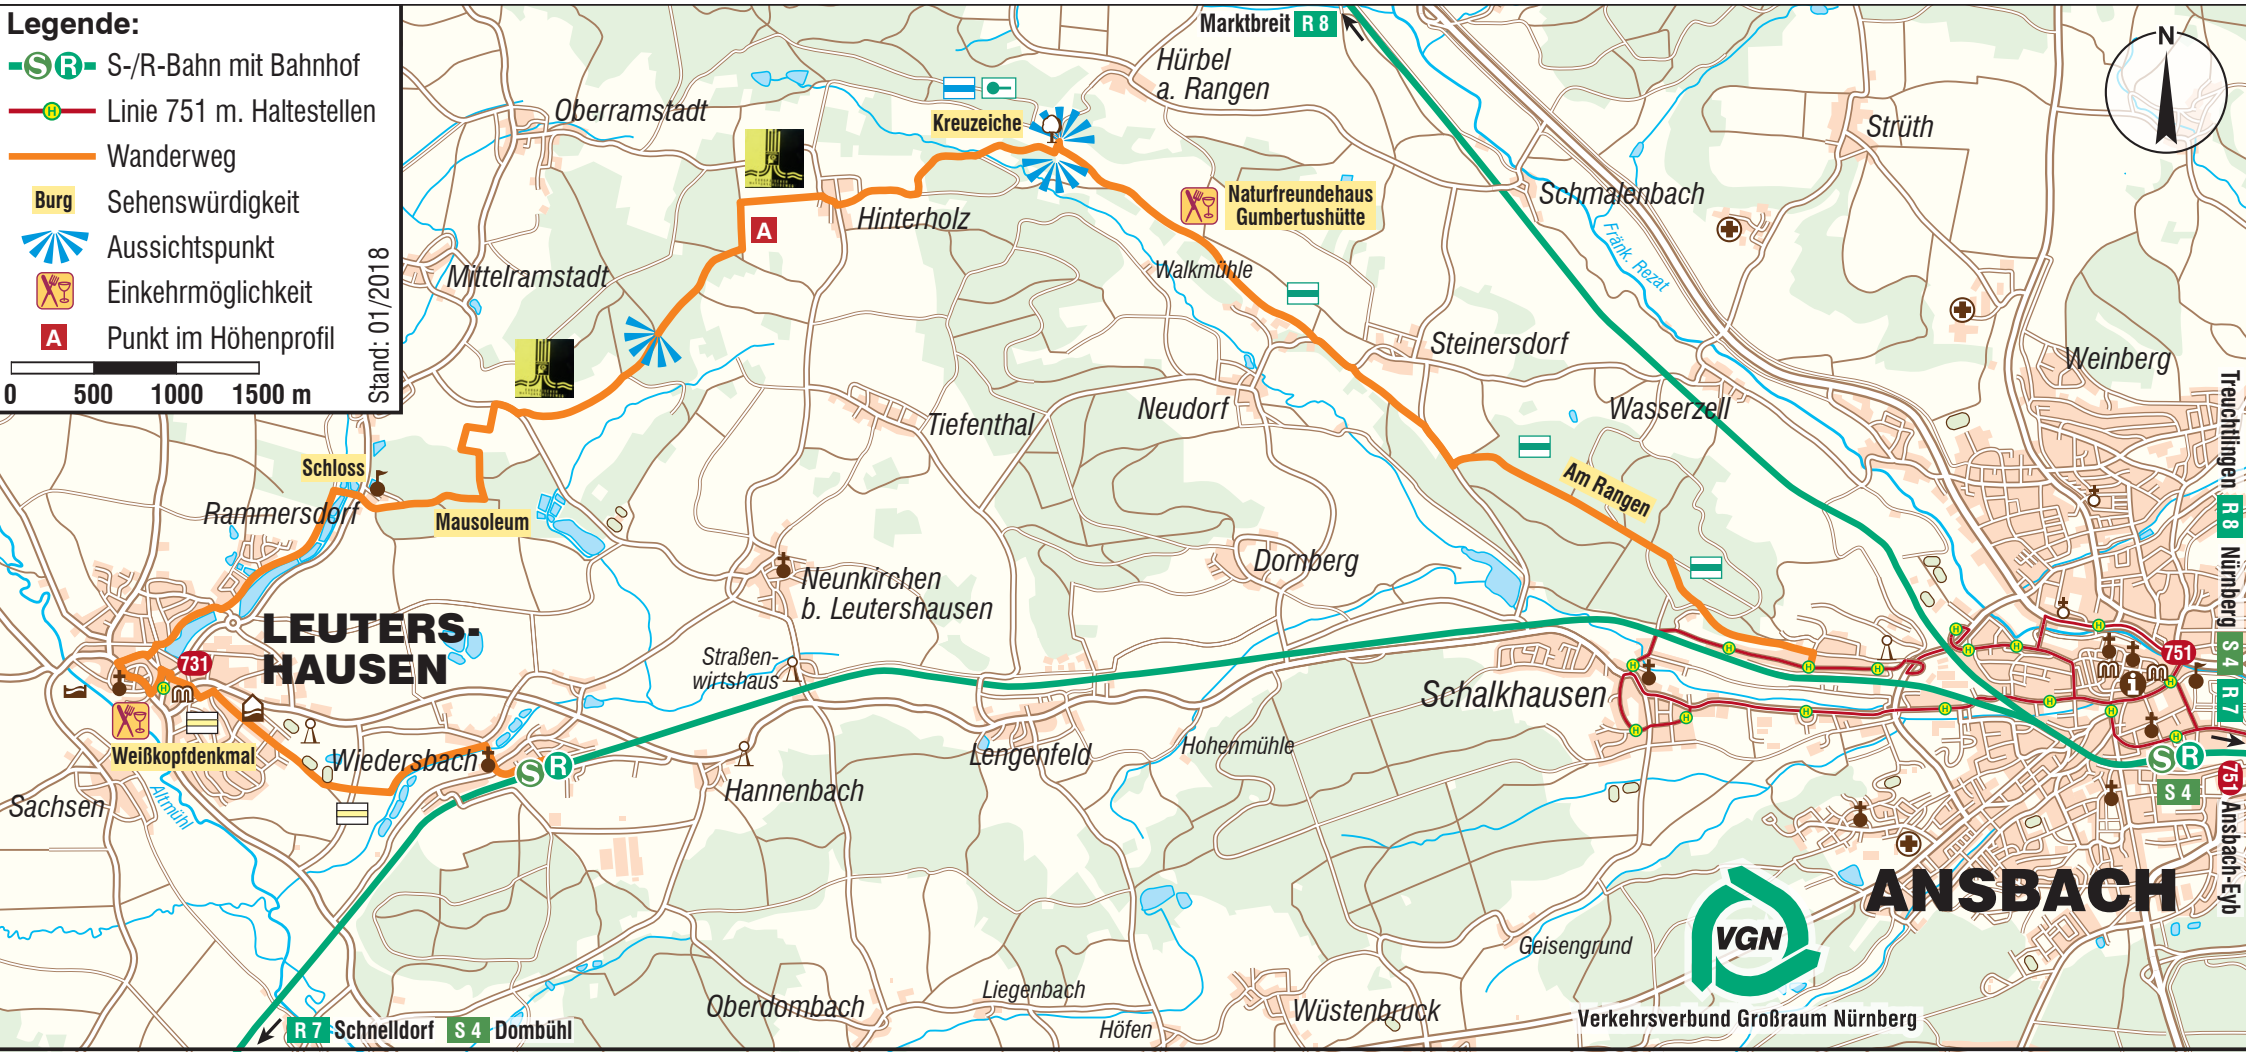 Legende:
S R S-/R-Bahn mit Bahnhof
H Linie 751 m. Haltestellen
Wanderweg
Burg Sehenswürdigkeit
Aussichtspunkt
Einkehrmöglichkeit
A Punkt im Höhenprofil
0 500 1000 1500 m
Stand: 01/2018
Marktbreit R 8
N
Hürbel
a. Rangen
Oberramstadt
Kreuzeiche
Strüth
Schmalenbach
Naturfreundehaus
Gumbertushütte
Hinterholz
A
Fränk. Rezat
Mittelramstadt
Walkmühle
Steinersdorf
Weinberg
Wasserzell
Neudorf
Tiefenthal
Treuchtlingen R 8
Schloss
Rammersdorf
Mausoleum
Am Rangen
Dornberg
Neunkirchen
b. Leutershausen
Nürnberg S 4 R 7
LEUTERS-
HAUSEN
731
Straßen-
wirtshaus
751
Schalkhausen
Weißkopfdenkmal
Wiedersbach
S R
Lengenfeld
Hohenmühle
S R
S 4
751 Ansbach-Eyb
Sachsen
Altmühl
Hannenbach
ANSBACH
VGN
Verkehrsverbund Großraum Nürnberg
Geisengrund
Liegenbach
Oberdombach
Höfen
Wüstenbruck
R 7 Schnelldorf S 4 Dombühl